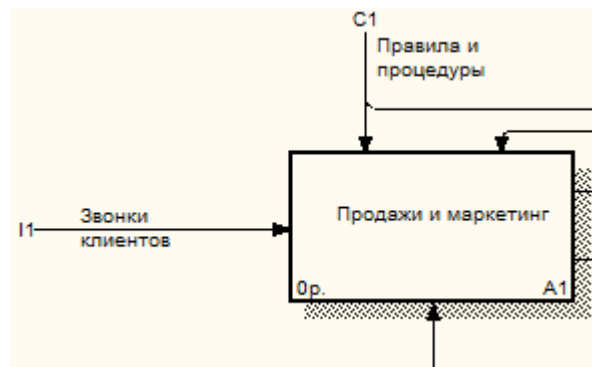 C1
Правила и
процедуры
Продажи и маркетинг
I1
Звонки
клиентов
0р.
A1